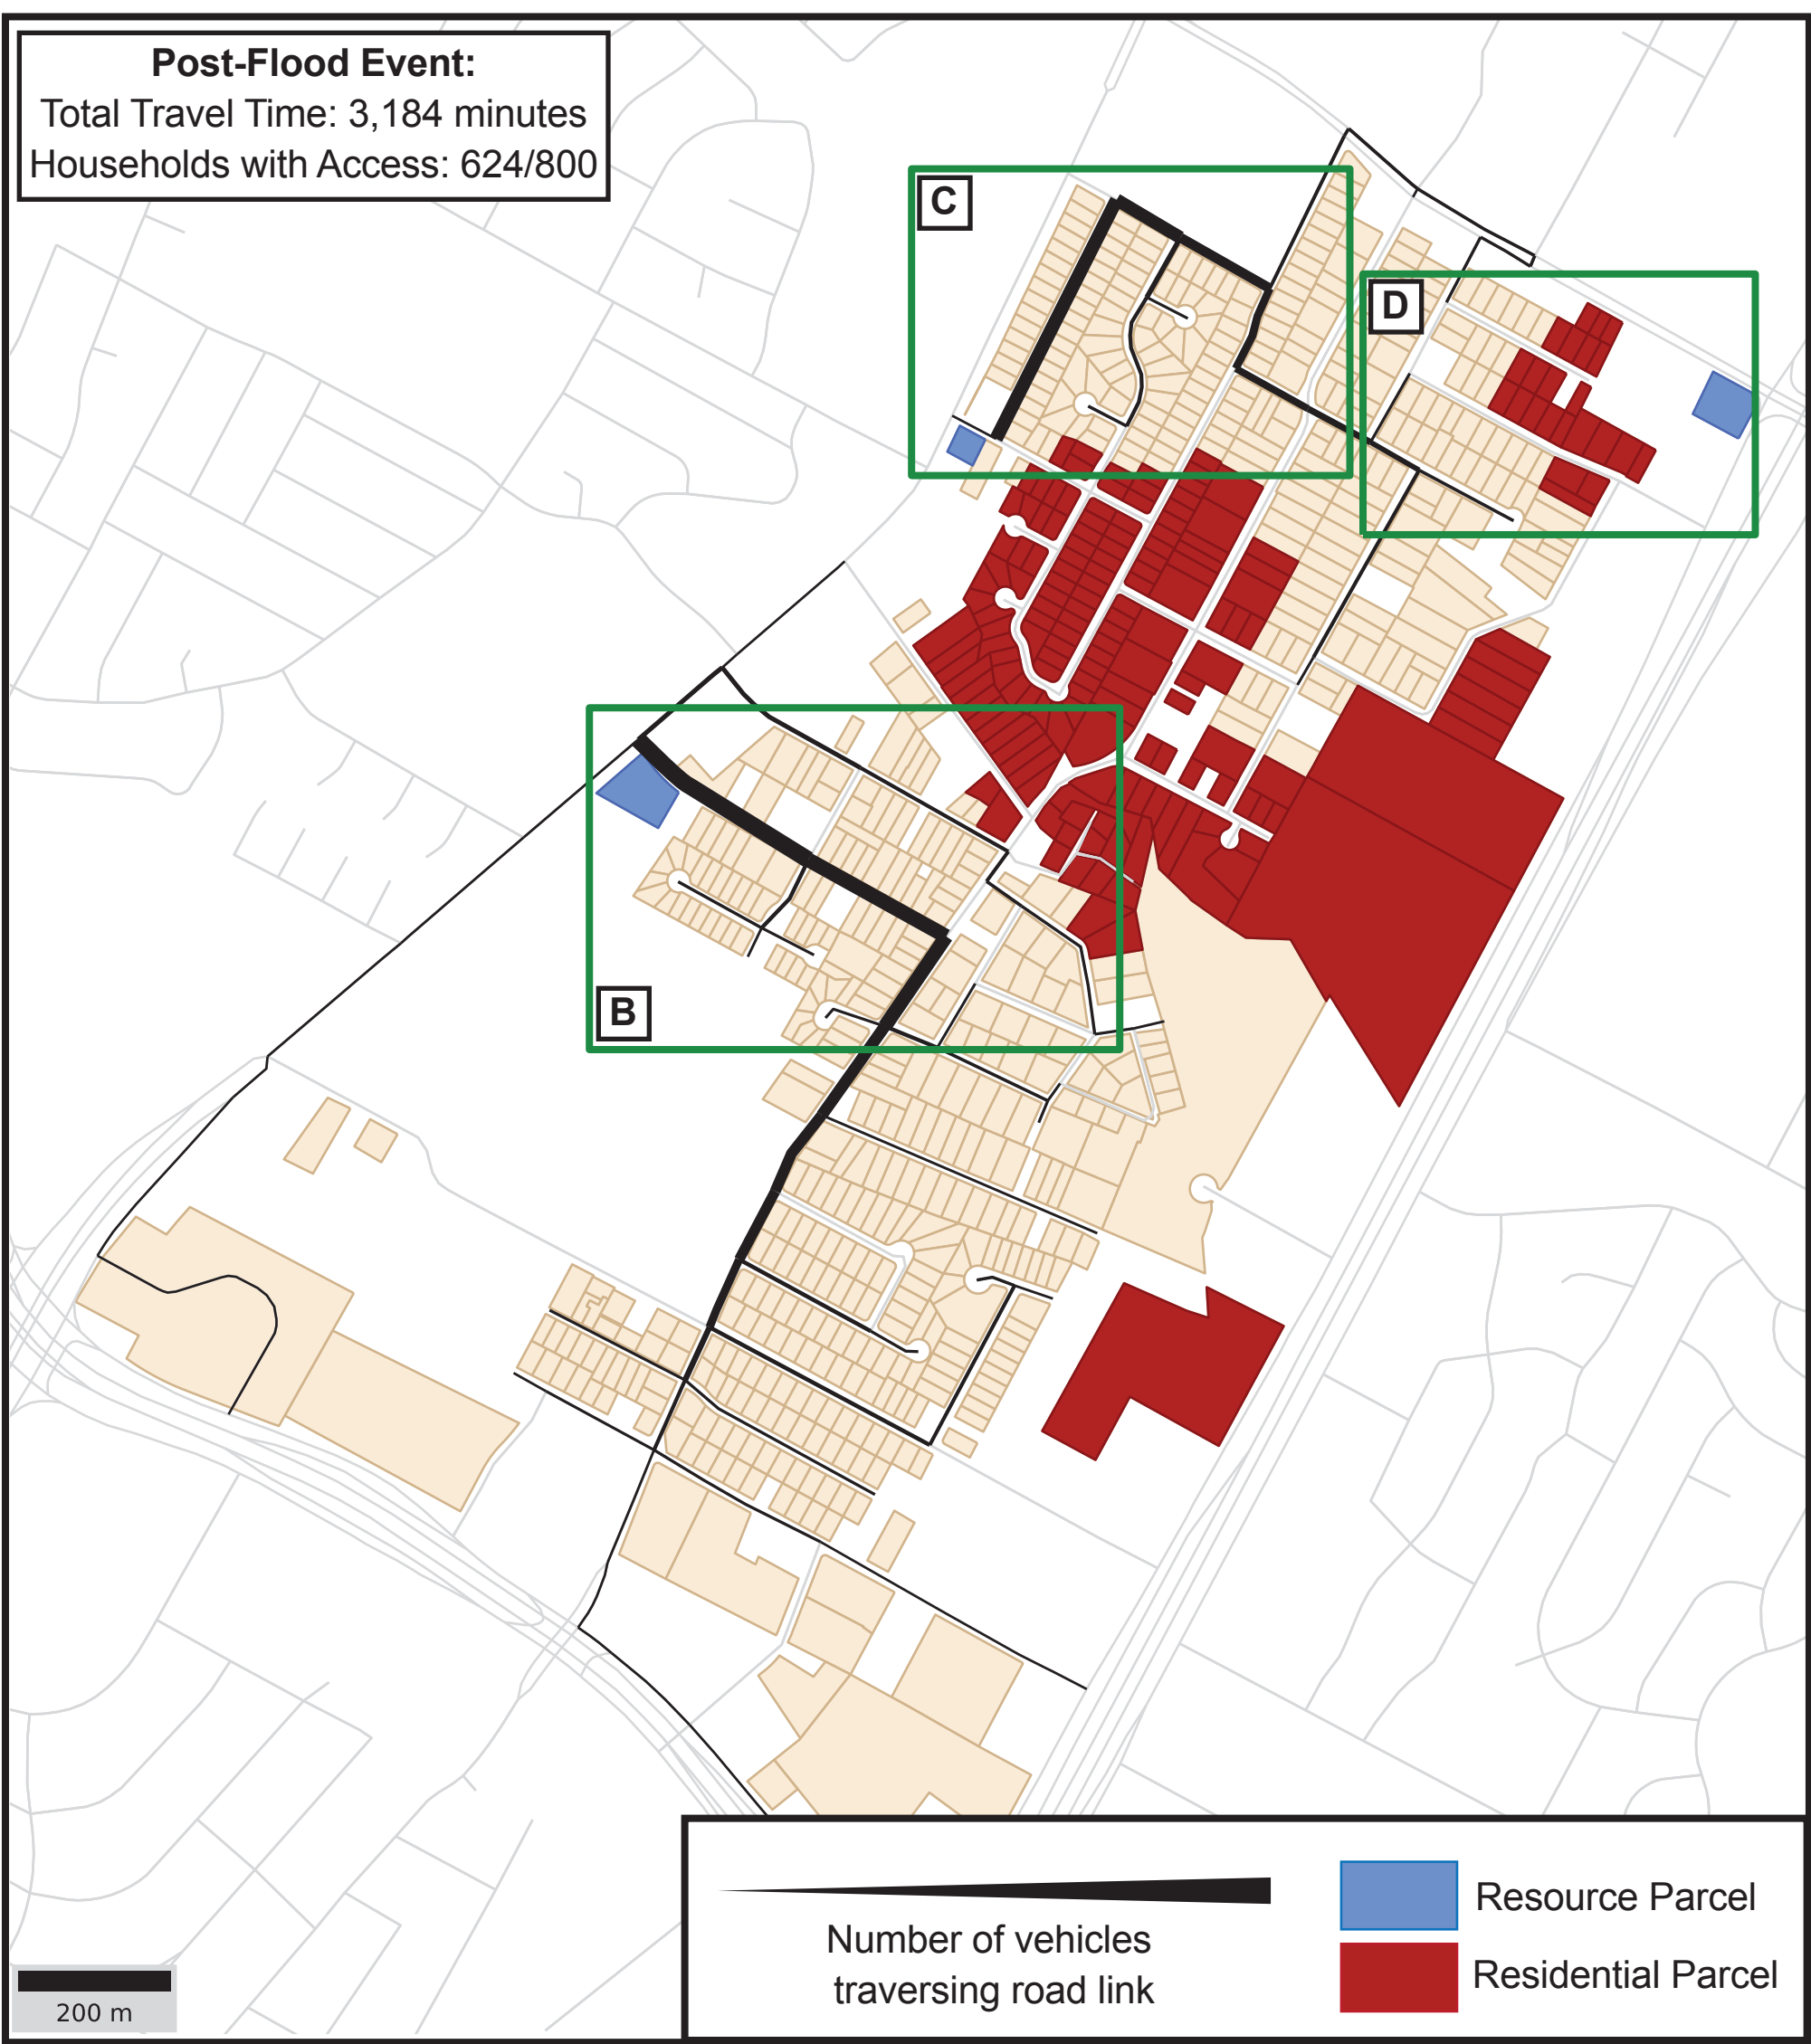 Post-Flood Event:
Total Travel Time: 3,184 minutes
Households with Access: 624/800
C
D
B
Number of vehicles
traversing road link
Resource Parcel
Residential Parcel
200 m